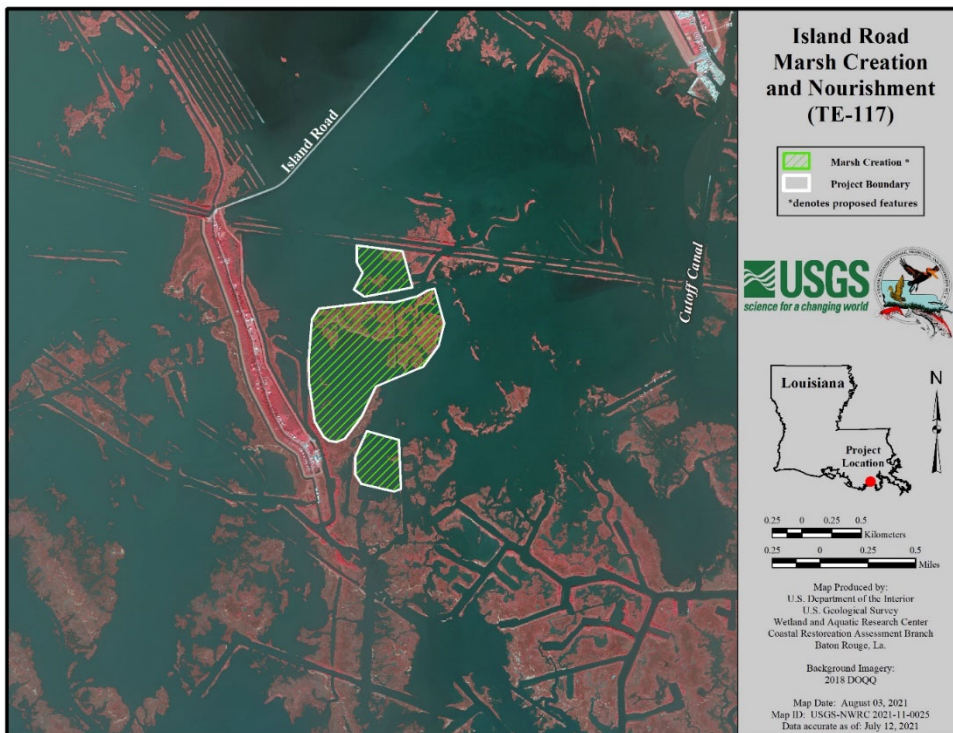 Island Road
Cutoff Canal
Island Road
Marsh Creation
and Nourishment
(TE-117)
Marsh Creation *
Project Boundary
*denotes proposed features
USGS
science for a changing world
Louisiana
N
Project
Location
0.25 0 0.25 0.5
Kilometers
0.25 0 0.25 0.5
Miles
Map Produced by:
U.S. Department of the Interior
U.S. Geological Survey
Wetland and Aquatic Research Center
Coastal Restoreation Assessment Branch
Baton Rouge, La.
Background Imagery:
2018 DOQQ
Map Date: August 03, 2021
Map ID: USGS-NWRC 2021-11-0025
Data accurate as of: July 12, 2021